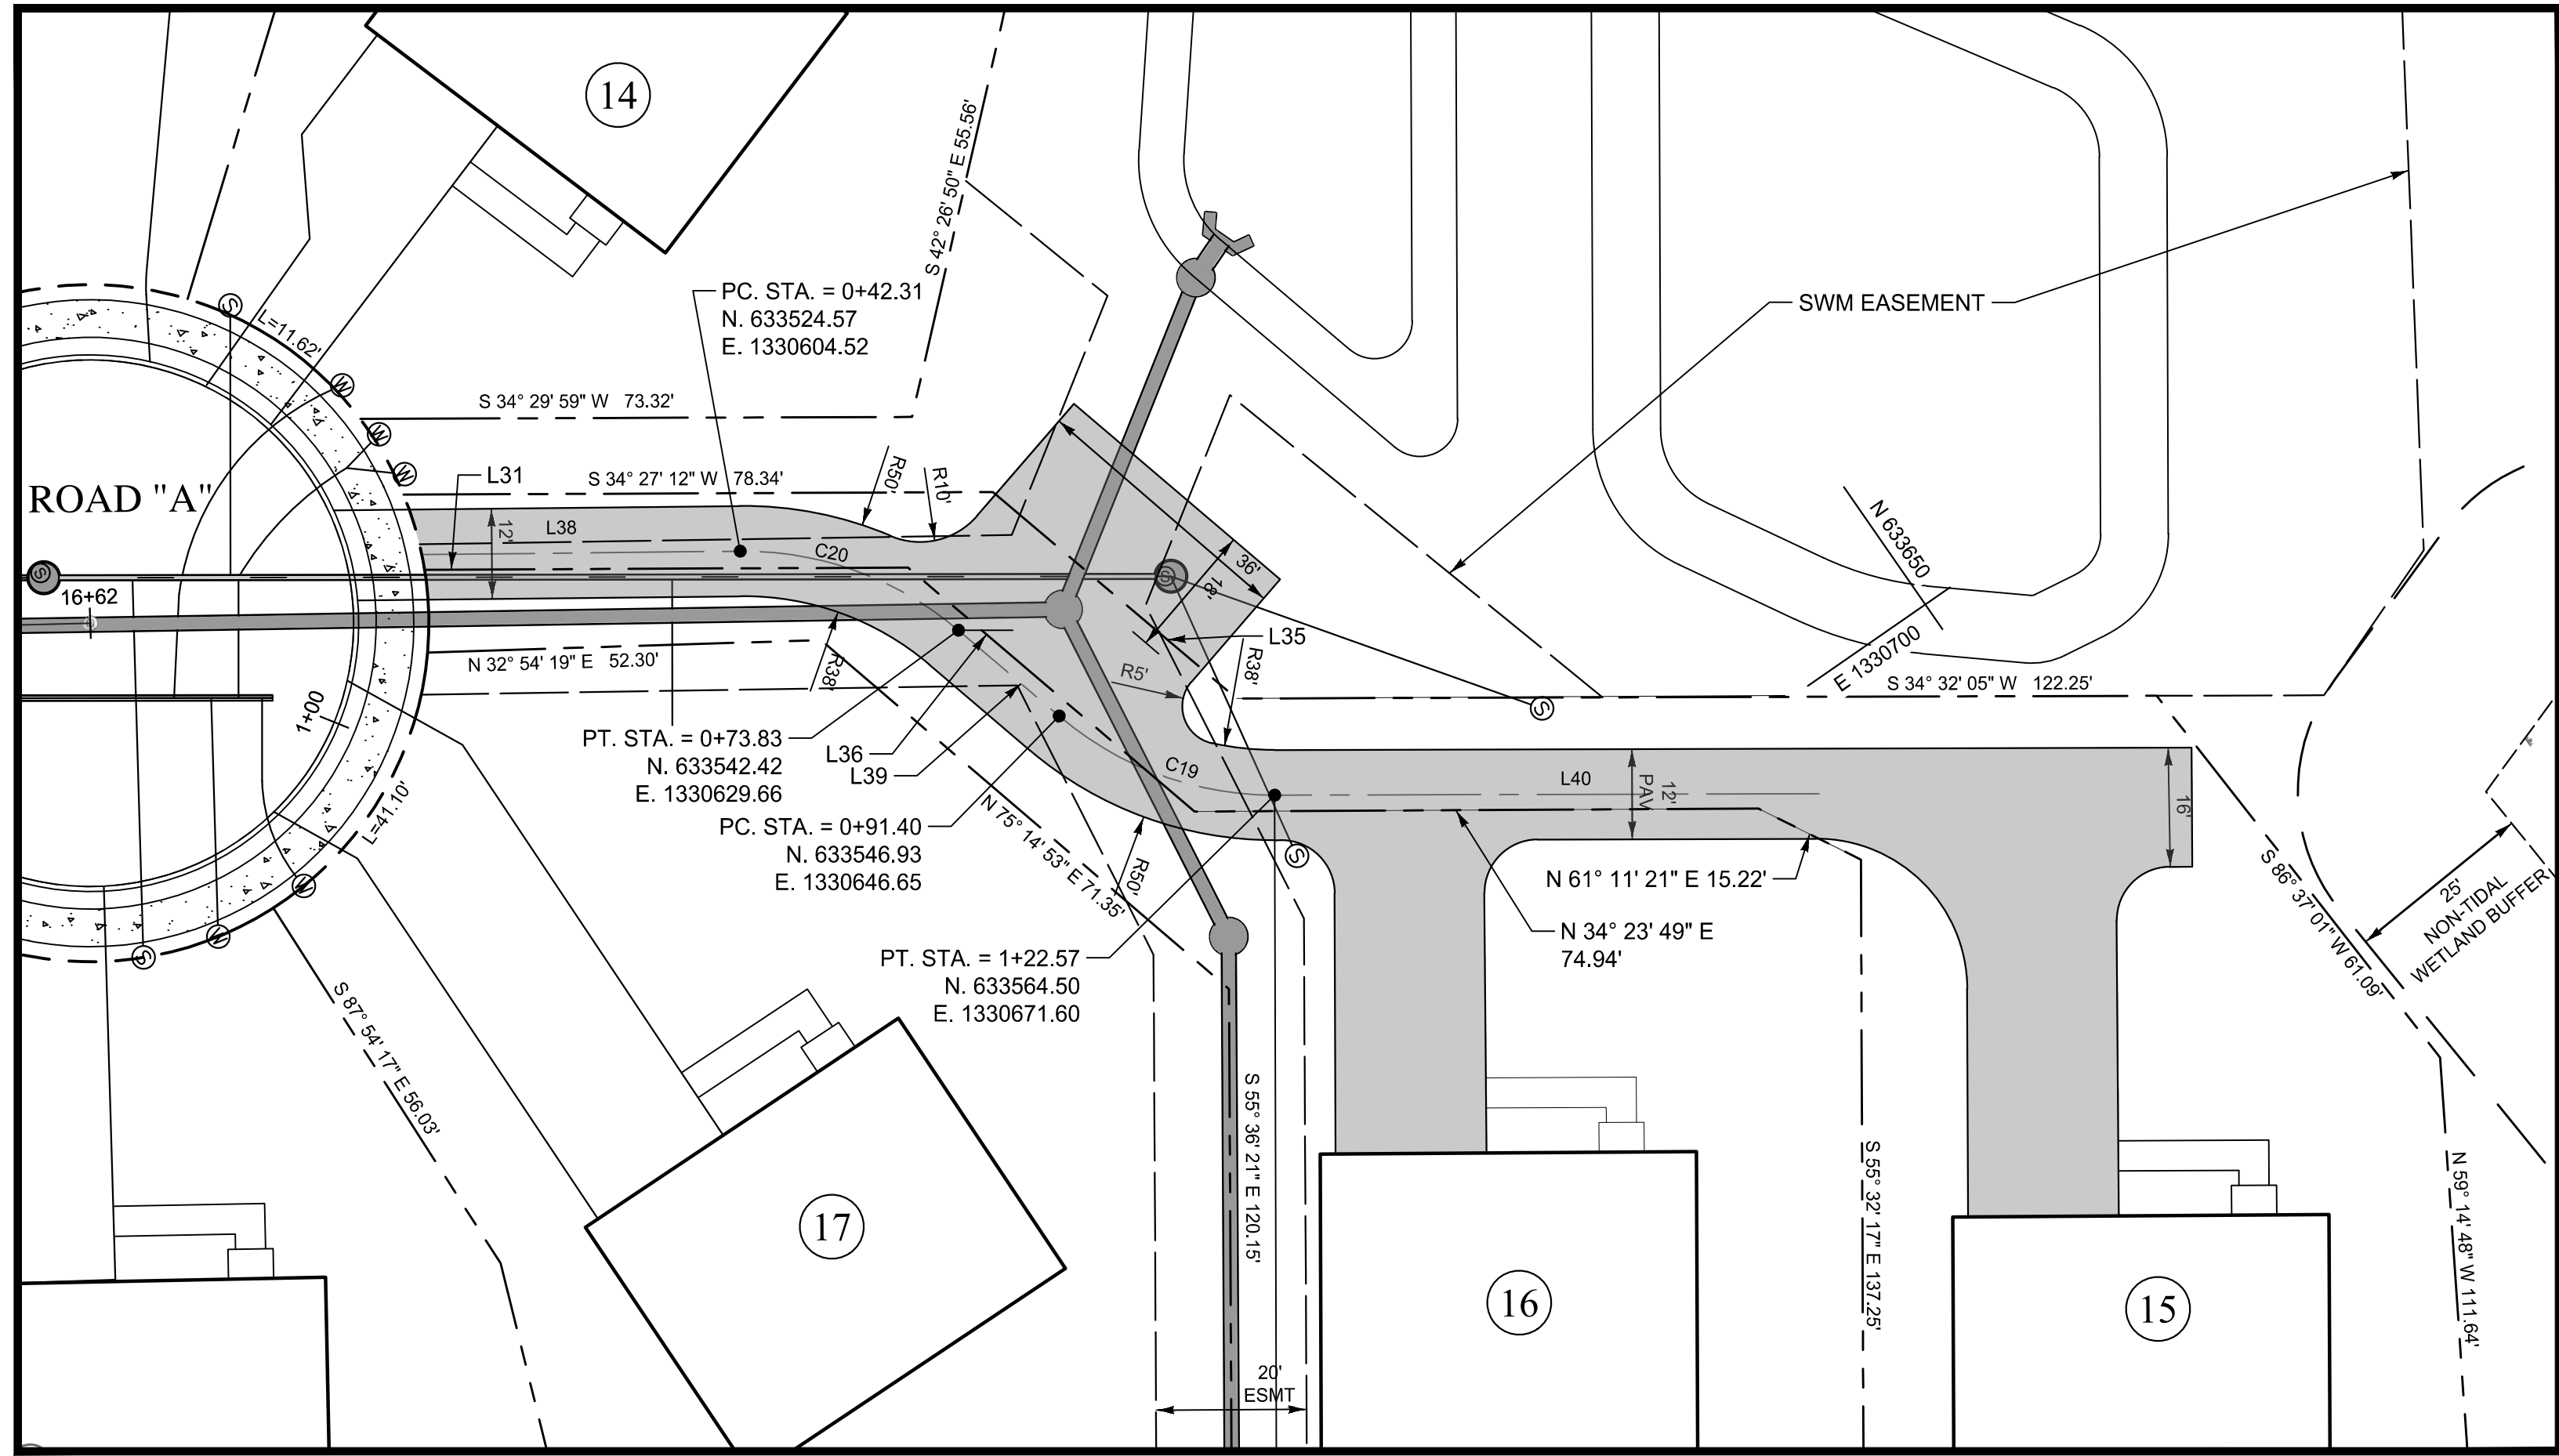 14
S 42° 26' 50" E 55.56'
PC. STA. = 0+42.31
N. 633524.57
E. 1330604.52
SWM EASEMENT
S
L=11.62'
W
W
W
S 34° 29' 59" W 73.32'
L31
S 34° 27' 12" W 78.34'
R50'
R10'
ROAD "A"
12'
L38
C20
N 633650
E 1330700
36'
18'
S
S
16+62
L35
R38'
R38'
R5'
N 32° 54' 19" E 52.30'
S 34° 32' 05" W 122.25'
S
1+00
PT. STA. = 0+73.83
N. 633542.42
E. 1330629.66
L36
L39
C19
L40
12'
PAV
16'
PC. STA. = 0+91.40
N. 633546.93
E. 1330646.65
N 75° 14' 53" E 71.35'
R50'
S
L=41.10'
W
W
S
N 61° 11' 21" E 15.22'
N 34° 23' 49" E
74.94'
S 86° 37' 01" W 61.09'
25'
NON-TIDAL
WETLAND BUFFER
PT. STA. = 1+22.57
N. 633564.50
E. 1330671.60
S 87° 54' 17" E 56.03'
S 55° 36' 21" E 120.15'
S 55° 32' 17" E 137.25'
N 59° 14' 48" W 111.64'
17
16
15
20'
ESMT